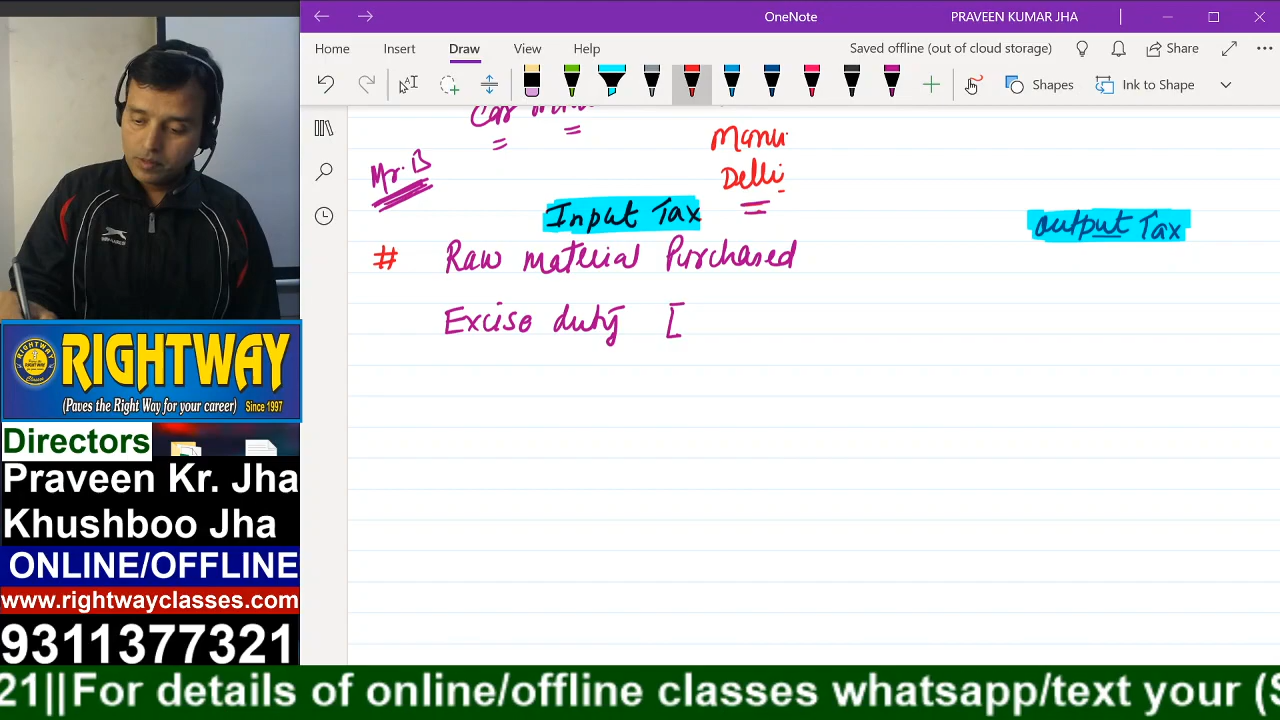 OneNote
PRAVEEN KUMAR JHA
Home Insert Draw View Help
Saved offline (out of cloud storage)
Share
Shapes
Ink to Shape
Car
Manu
Delli
Mr. B
Input Tax
Output Tax
# Raw material Purchased
Excise duty [
RIGHTWAY
(Paves the Right Way for your career) Since 1997
Directors
Praveen Kr. Jha
Khushboo Jha
ONLINE/OFFLINE
www.rightwayclasses.com
9311377321
21||For details of online/offline classes whatsapp/text your (S